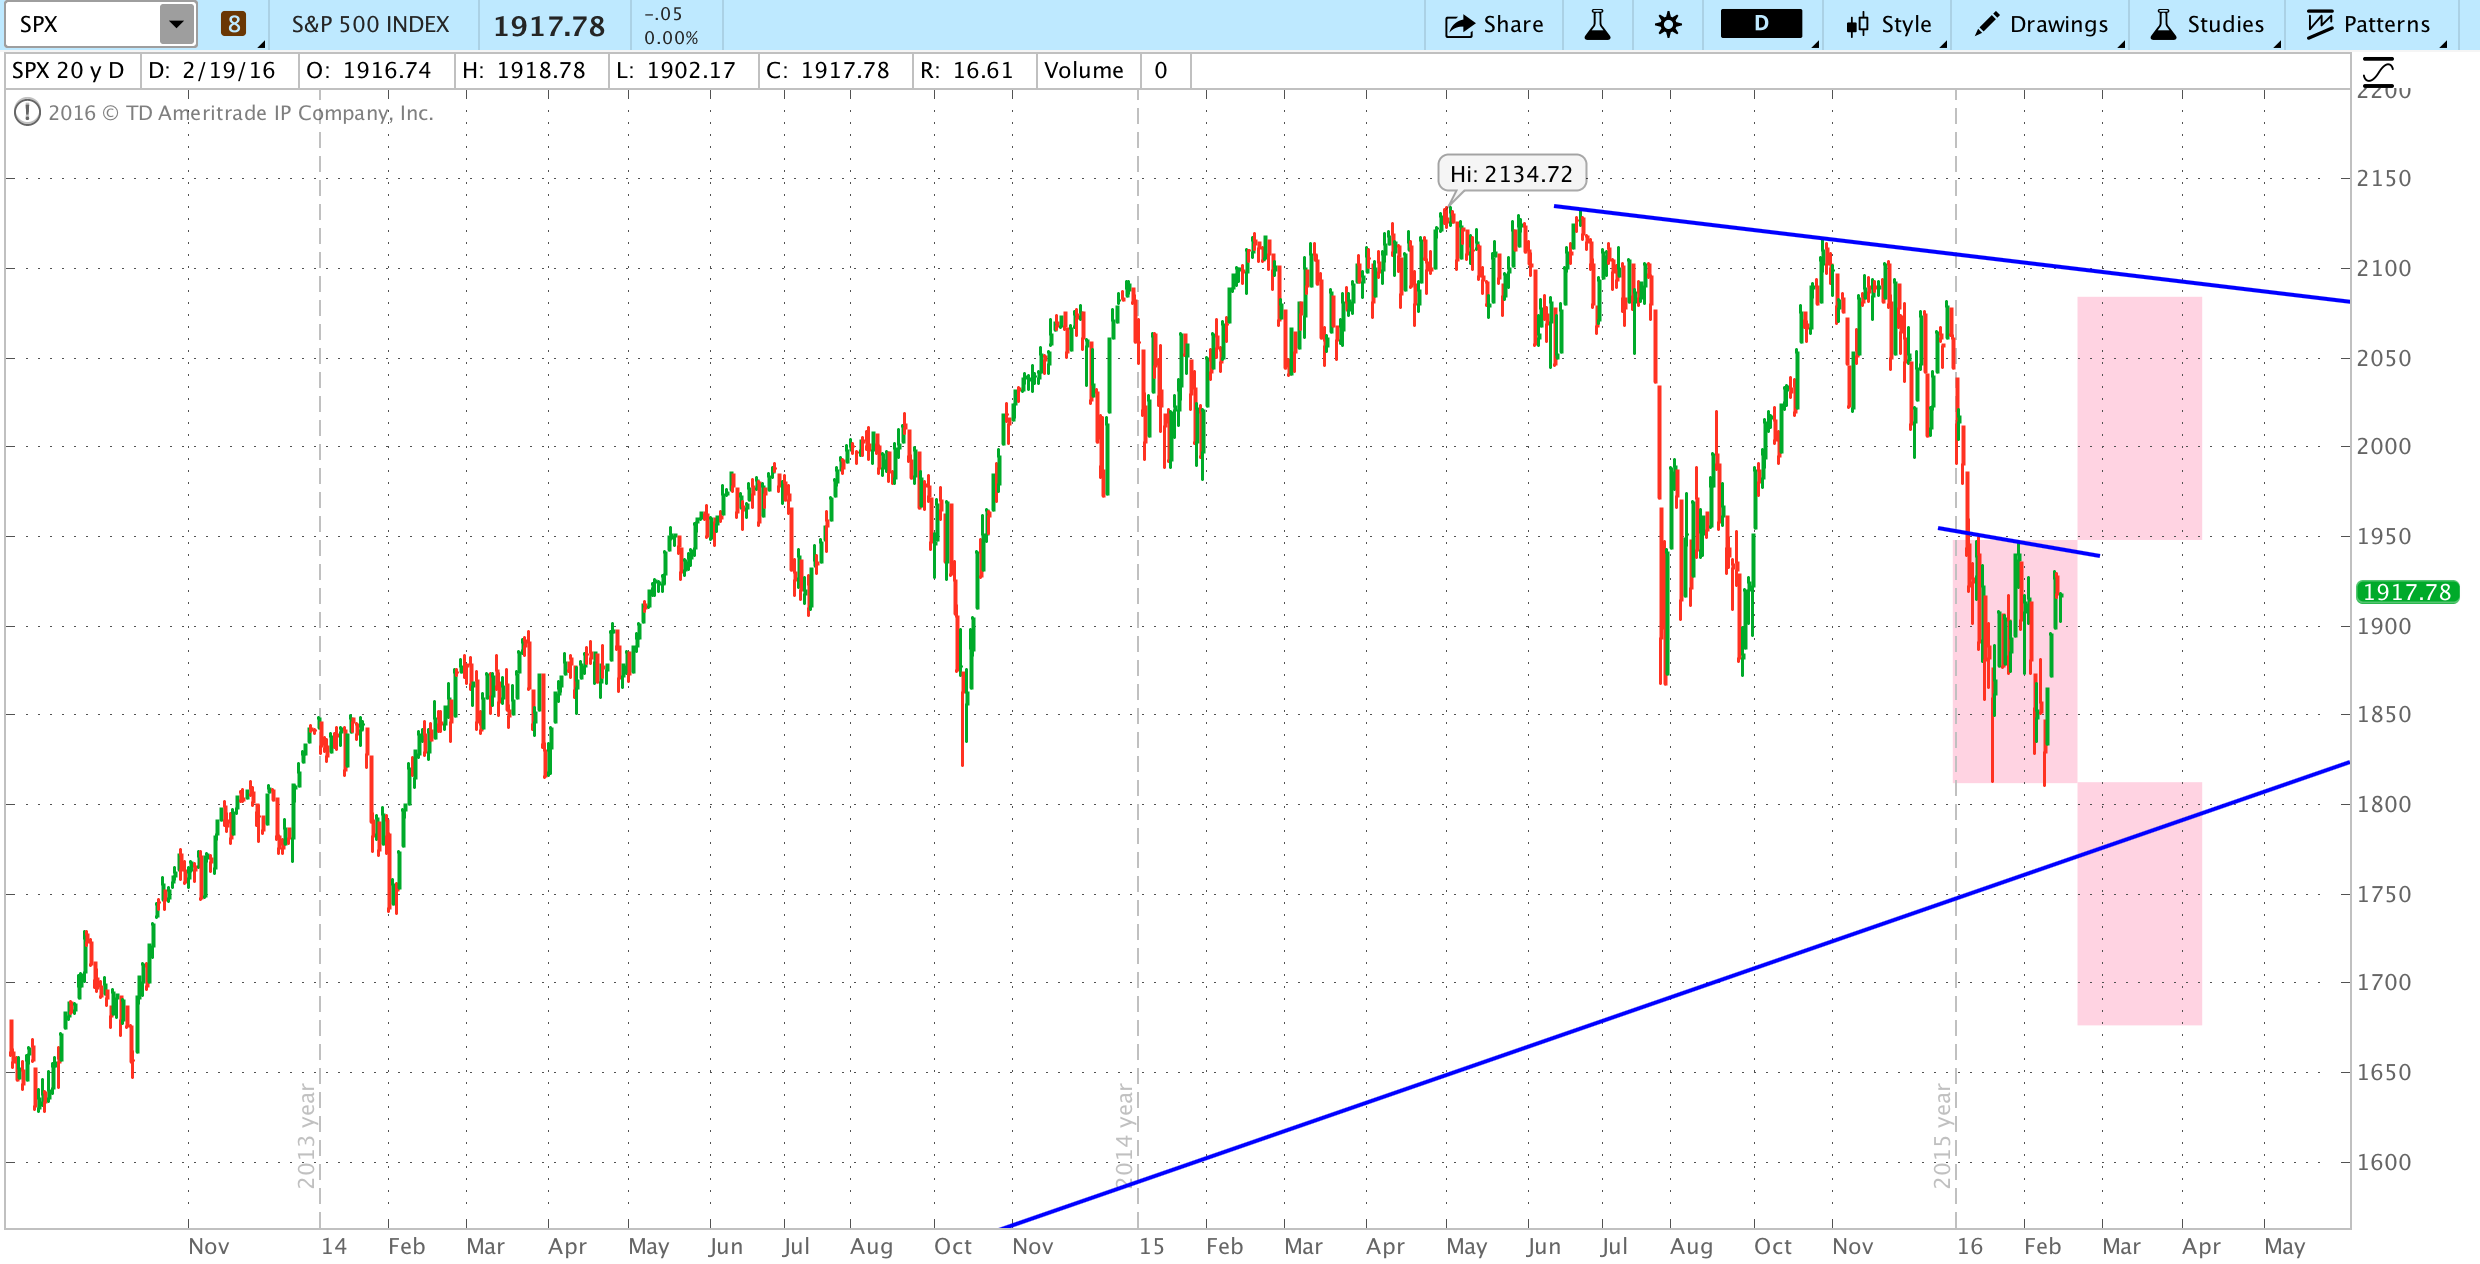 SPX 8 S&P 500 INDEX 1917.78 -.05 0.00% Share D Style Drawings Studies Patterns
SPX 20 y D D: 2/19/16 O: 1916.74 H: 1918.78 L: 1902.17 C: 1917.78 R: 16.61 Volume 0
2016 © TD Ameritrade IP Company, Inc.
Hi: 2134.72
2200
2150
2100
2050
2000
1950
1917.78
1900
1850
1800
1750
1700
1650
1600
2013 year
2014 year
2015 year
Nov 14 Feb Mar Apr May Jun Jul Aug Oct Nov 15 Feb Mar Apr May Jun Jul Aug Oct Nov 16 Feb Mar Apr May